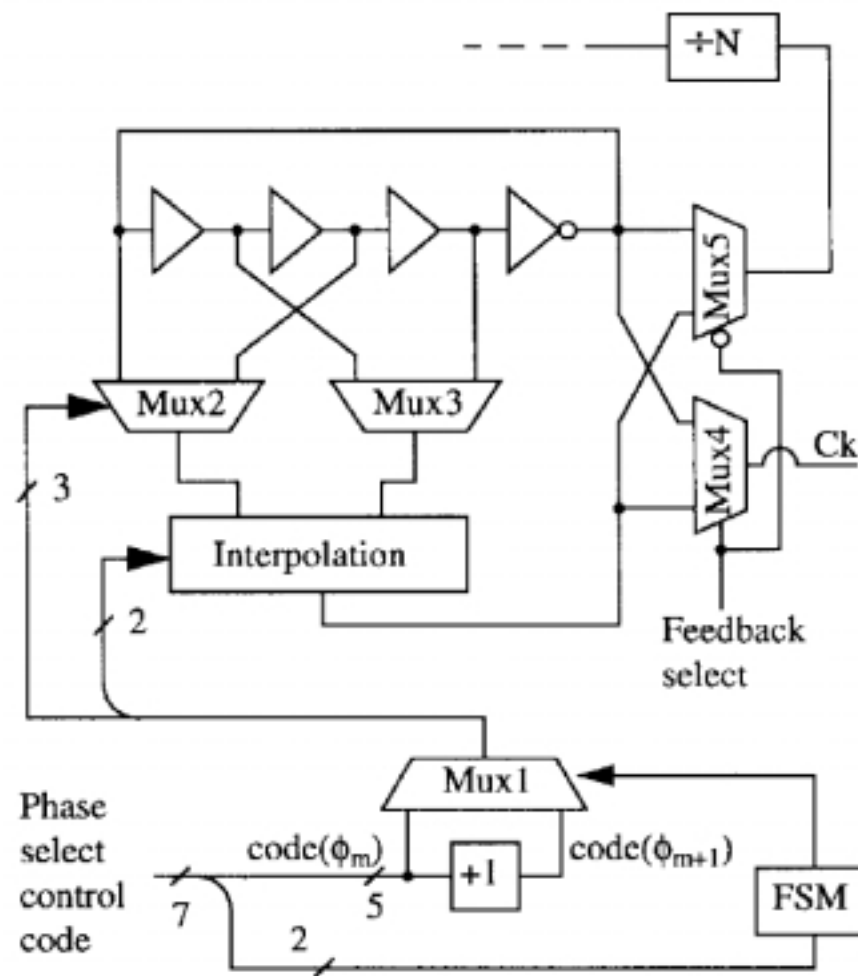 ÷N
Mux5
Mux2
Mux3
Mux4
Ck
3
Interpolation
2
Feedback
select
Mux1
Phase
select
control
code
code(ϕm)
+1
code(ϕm+1)
7
5
FSM
2